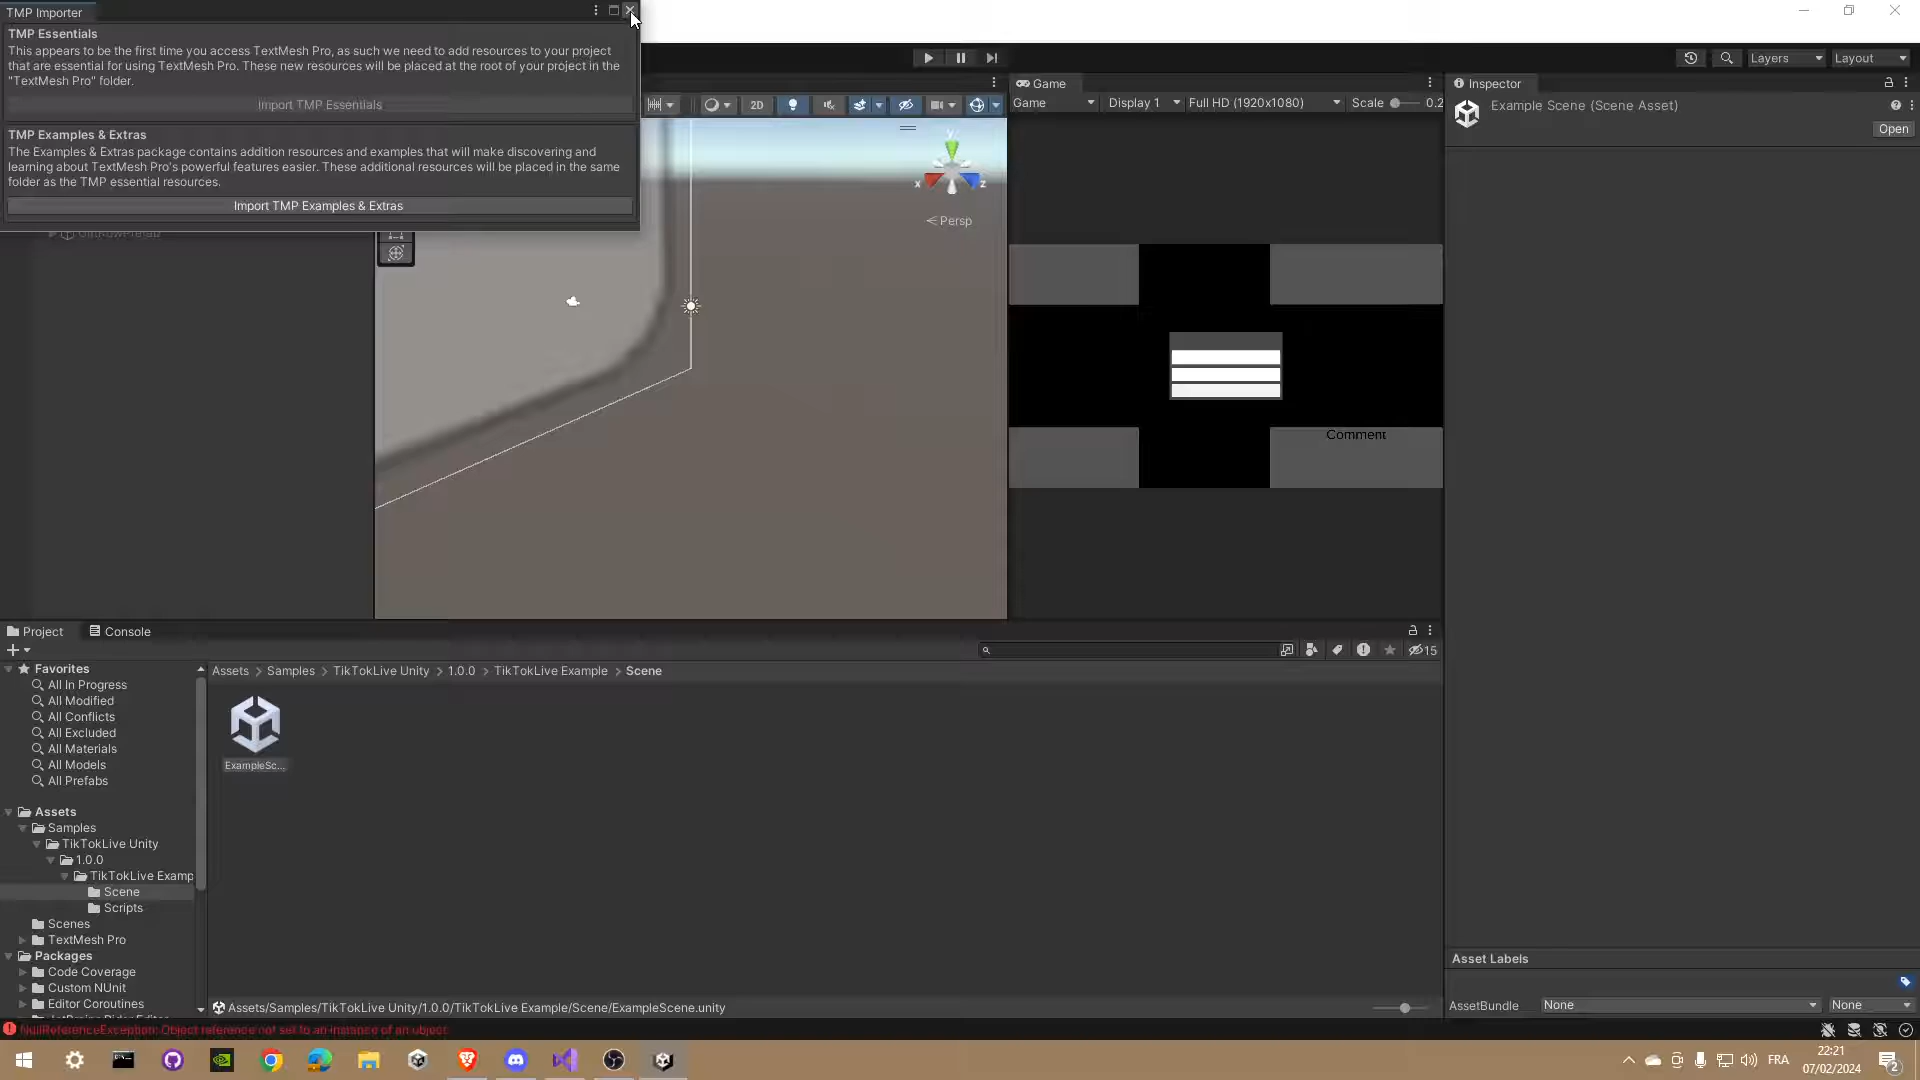 TMP Importer
TMP Essentials
This appears to be the first time you access TextMesh Pro, as such we need to add resources to your project
that are essential for using TextMesh Pro. These new resources will be placed at the root of your project in the
"TextMesh Pro" folder.
Import TMP Essentials
TMP Examples & Extras
The Examples & Extras package contains addition resources and examples that will make discovering and
learning about TextMesh Pro's powerful features easier. These additional resources will be placed in the same
folder as the TMP essential resources.
Import TMP Examples & Extras
Layers
Layout
2D
y
x
z
Persp
Game
Game
Display 1
Full HD (1920x1080)
Scale
0.2
Comment
Inspector
Example Scene (Scene Asset)
Open
Project
Console
15
Favorites
All In Progress
All Modified
All Conflicts
All Excluded
All Materials
All Models
All Prefabs
Assets
Samples
TikTokLive Unity
1.0.0
TikTokLive Examp
Scene
Scripts
Scenes
TextMesh Pro
Packages
Code Coverage
Custom NUnit
Editor Coroutines
Assets > Samples > TikTokLive Unity > 1.0.0 > TikTokLive Example > Scene
ExampleSc...
Assets/Samples/TikTokLive Unity/1.0.0/TikTokLive Example/Scene/ExampleScene.unity
Asset Labels
AssetBundle
None
None
NullReferenceException: Object reference not set to an instance of an object
FRA
22:21
07/02/2024
2